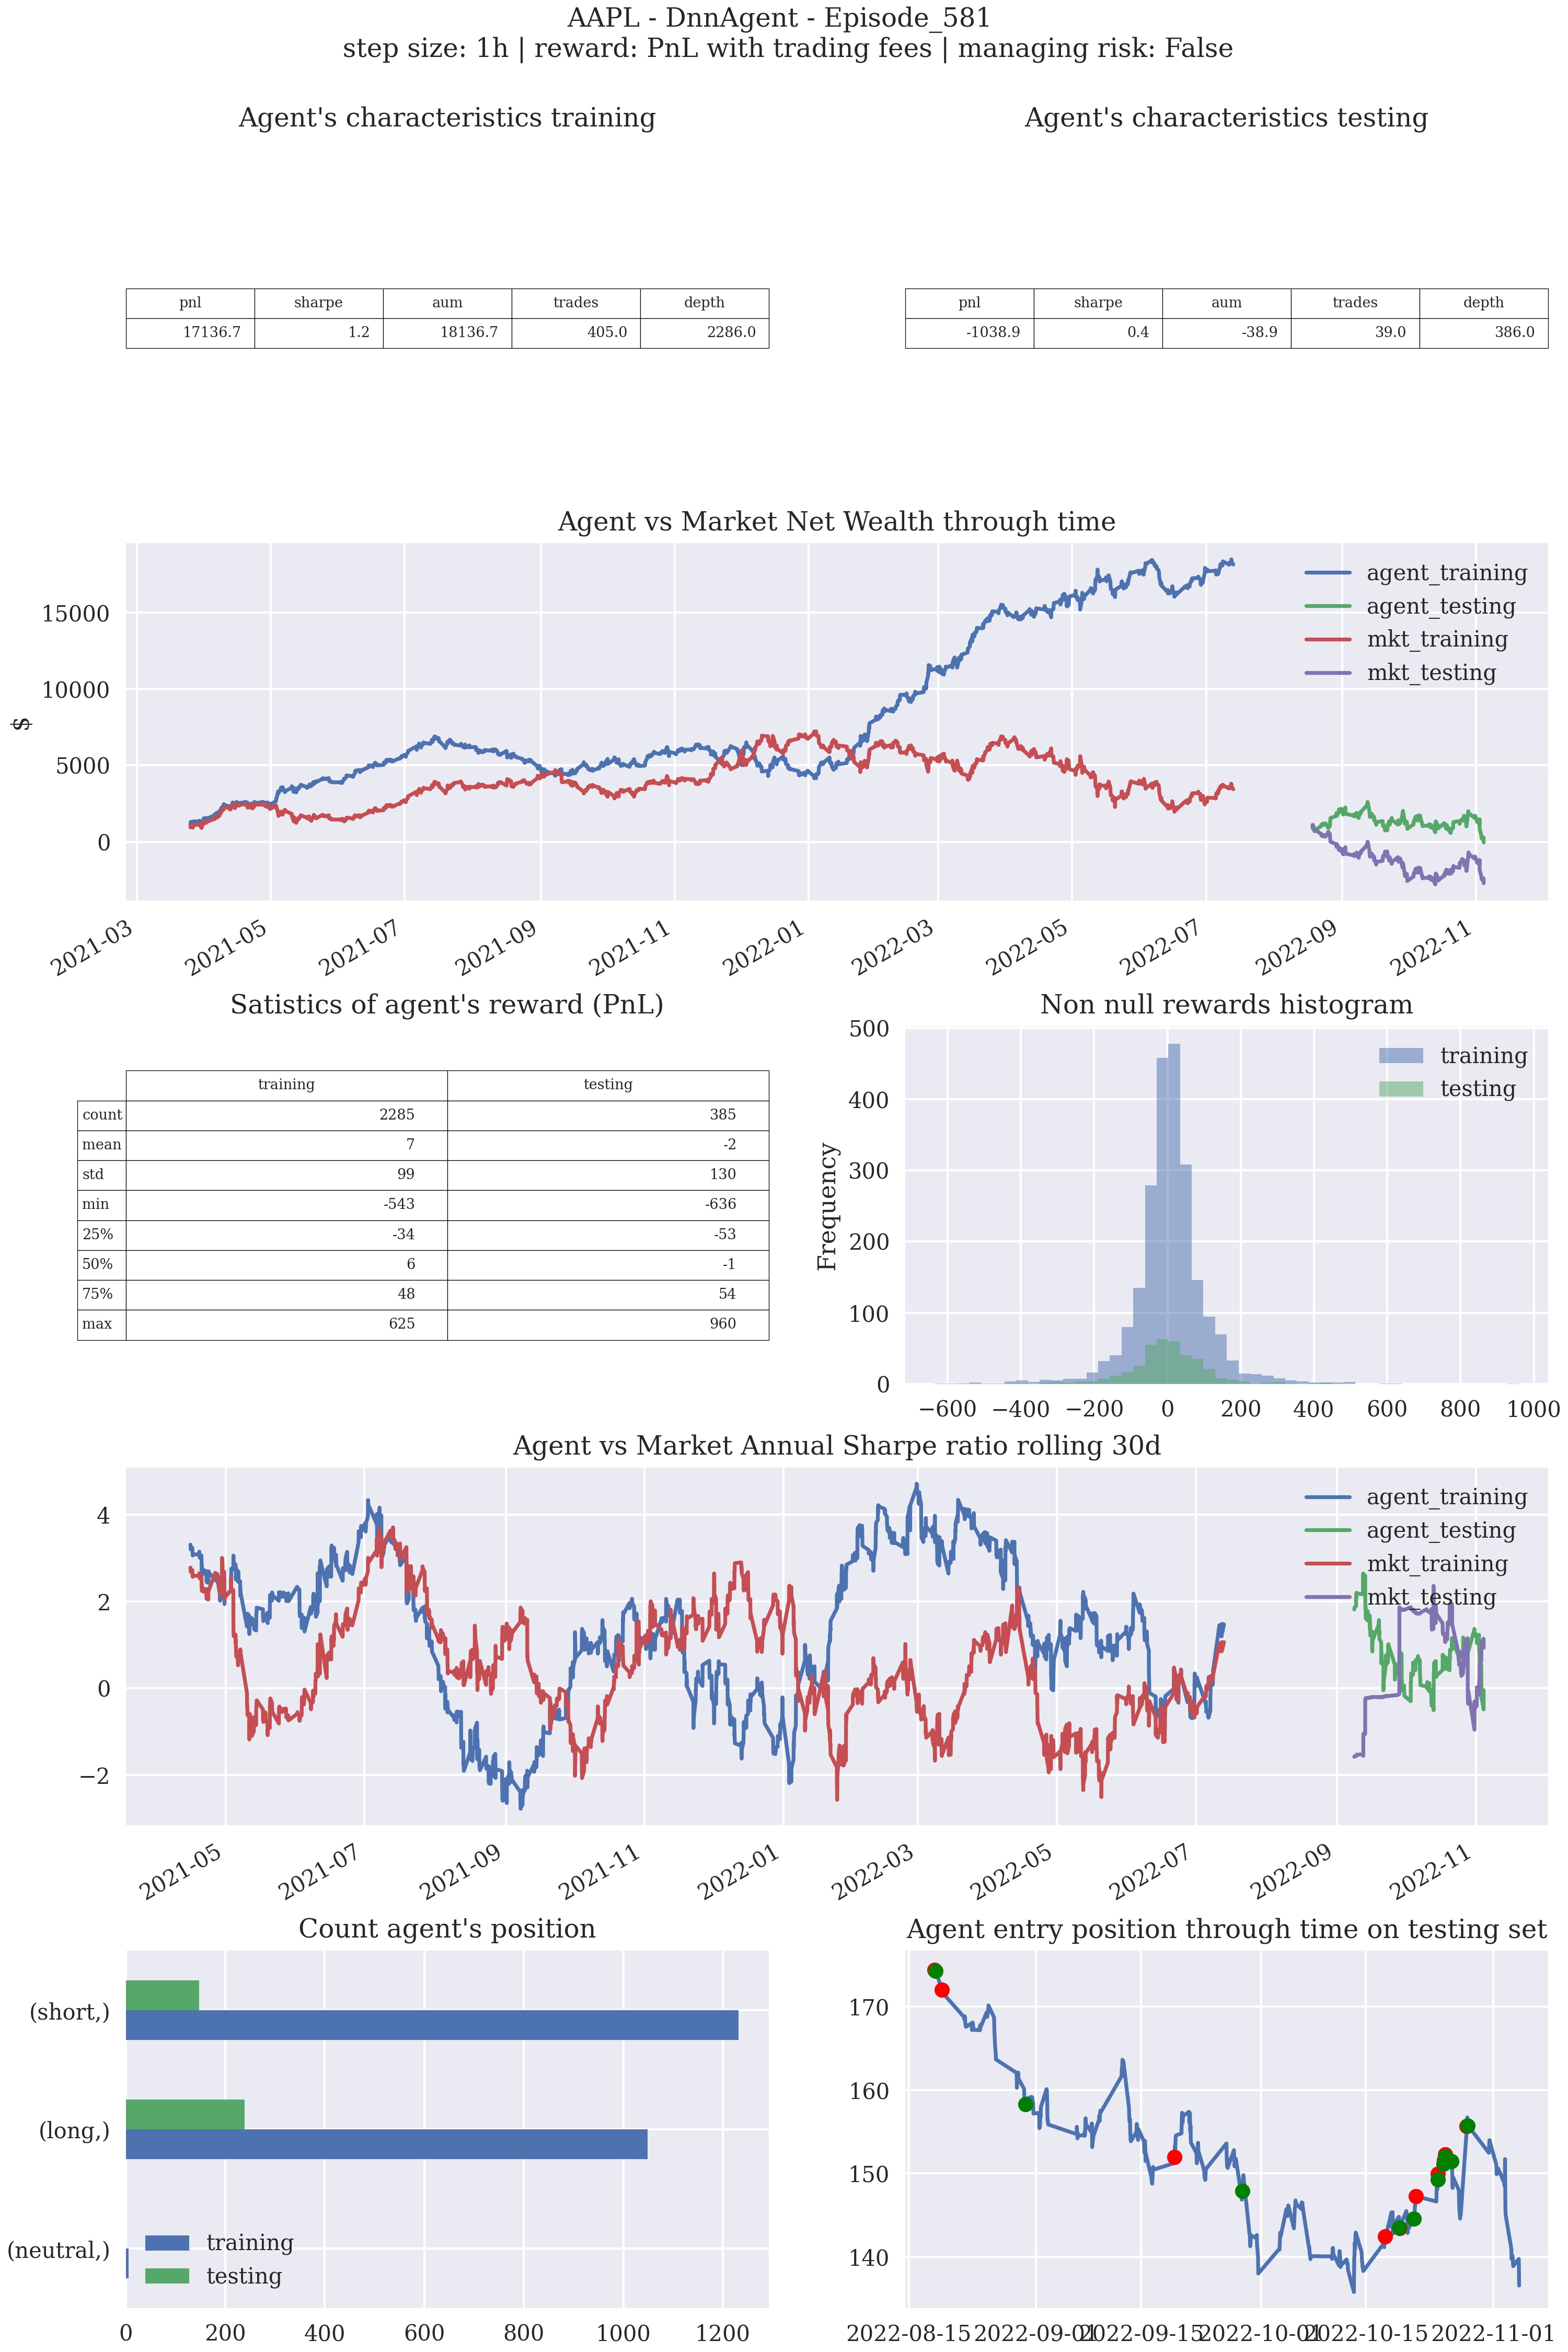 AAPL - DnnAgent - Episode_581
step size: 1h | reward: PnL with trading fees | managing risk: False
Agent's characteristics training
pnl sharpe aum trades depth
17136.7 1.2 18136.7 405.0 2286.0
Agent's characteristics testing
pnl sharpe aum trades depth
-1038.9 0.4 -38.9 39.0 386.0
Agent vs Market Net Wealth through time
$
15000
10000
5000
0
agent_training
agent_testing
mkt_training
mkt_testing
2021-03 2021-05 2021-07 2021-09 2021-11 2022-01 2022-03 2022-05 2022-07 2022-09 2022-11
Satistics of agent's reward (PnL)
training testing
count 2285 385
mean 7 -2
std 99 130
min -543 -636
25% -34 -53
50% 6 -1
75% 48 54
max 625 960
Non null rewards histogram
Frequency
500
400
300
200
100
0
training
testing
−600 −400 −200 0 200 400 600 800 1000
Agent vs Market Annual Sharpe ratio rolling 30d
4
2
0
−2
agent_training
agent_testing
mkt_training
mkt_testing
2021-05 2021-07 2021-09 2021-11 2022-01 2022-03 2022-05 2022-07 2022-09 2022-11
Count agent's position
(short,)
(long,)
(neutral,)
training
testing
0 200 400 600 800 1000 1200
Agent entry position through time on testing set
170
160
150
140
2022-08-15 2022-09-01 2022-09-15 2022-10-01 2022-10-15 2022-11-01